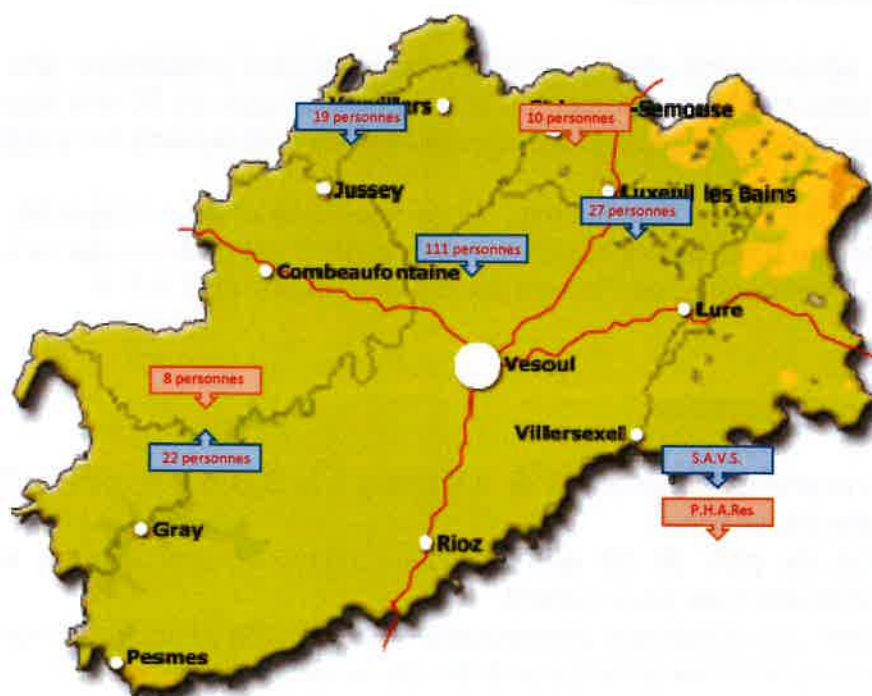 19 personnes
10 personnes
-Semouse
Jussey
Luxeuil les Bains
27 personnes
111 personnes
Combeaufontaine
Lure
Vesoul
8 personnes
Villersexel
22 personnes
S.A.V.S.
P.H.A.Res
Gray
Rioz
Pesmes